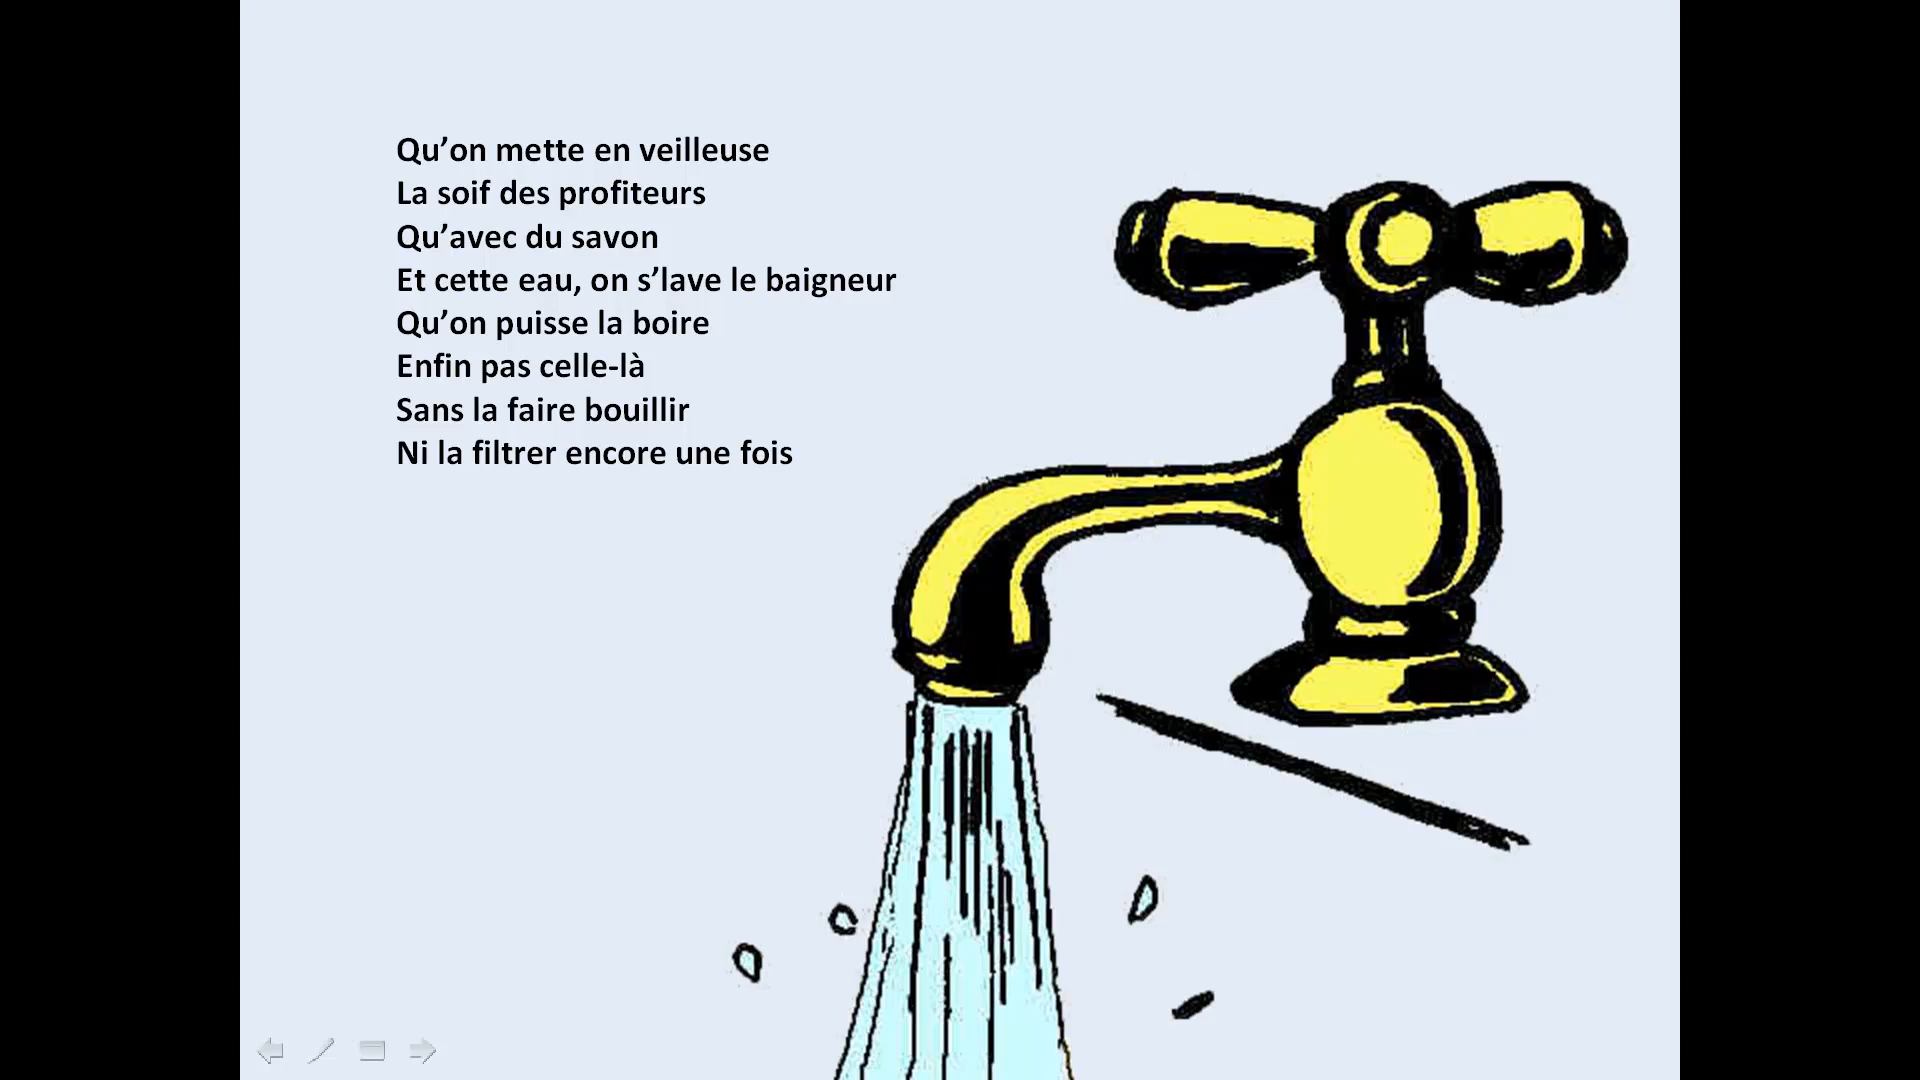 Qu’on mette en veilleuse
La soif des profiteurs
Qu’avec du savon
Et cette eau, on s’lave le baigneur
Qu’on puisse la boire
Enfin pas celle-là
Sans la faire bouillir
Ni la filtrer encore une fois